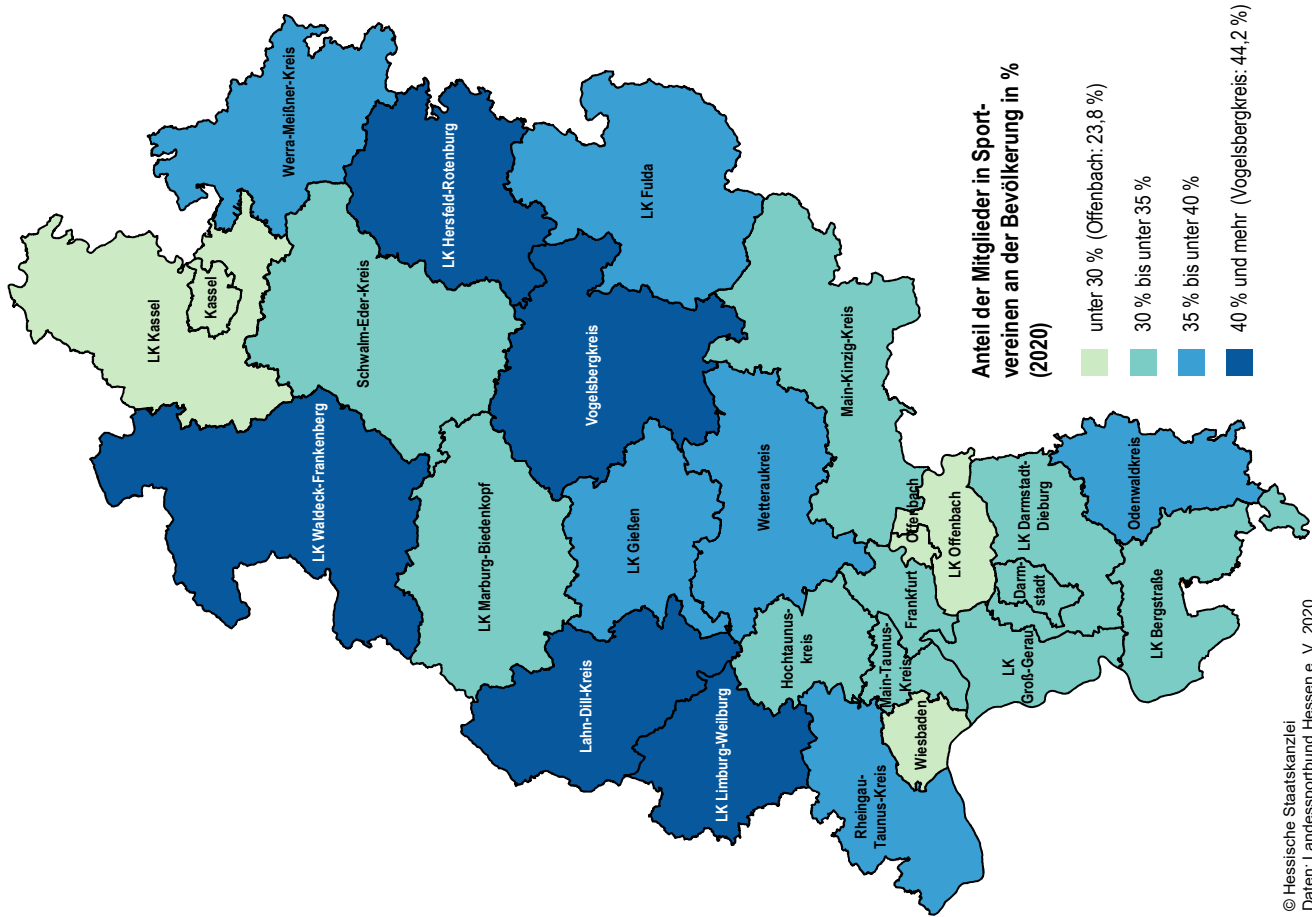 LK Kassel
Kassel
Werra-Meißner-Kreis
LK Waldeck-Frankenberg
Schwalm-Eder-Kreis
LK Hersfeld-Rotenburg
LK Marburg-Biedenkopf
Vogelsbergkreis
LK Fulda
Lahn-Dill-Kreis
LK Gießen
LK Limburg-Weilburg
Wetteraukreis
Hochtaunus-
kreis
Main-Kinzig-Kreis
Rheingau-
Taunus-Kreis
Main-Taunus-
Kreis
Frankfurt
Offenbach
Wiesbaden
LK Offenbach
LK
Groß-Gerau
Darm-
stadt
LK Darmstadt-
Dieburg
LK Bergstraße
Odenwaldkreis
Anteil der Mitglieder in Sport-
vereinen an der Bevölkerung in %
(2020)
unter 30 % (Offenbach: 23,8 %)
30 % bis unter 35 %
35 % bis unter 40 %
40 % und mehr (Vogelsbergkreis: 44,2 %)
© Hessische Staatskanzlei
Daten: Landessportbund Hessen e. V. 2020